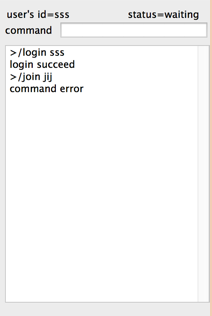 user's id=sss status=waiting
command
>/login sss
login succeed
>/join jij
command error